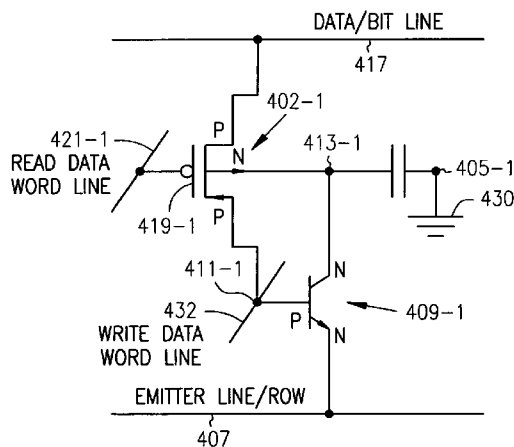 DATA/BIT LINE
417
421-1
402-1
P
N
413-1
READ DATA
WORD LINE
405-1
430
419-1
P
411-1
432
N
P
409-1
WRITE DATA
WORD LINE
N
EMITTER LINE/ROW
407